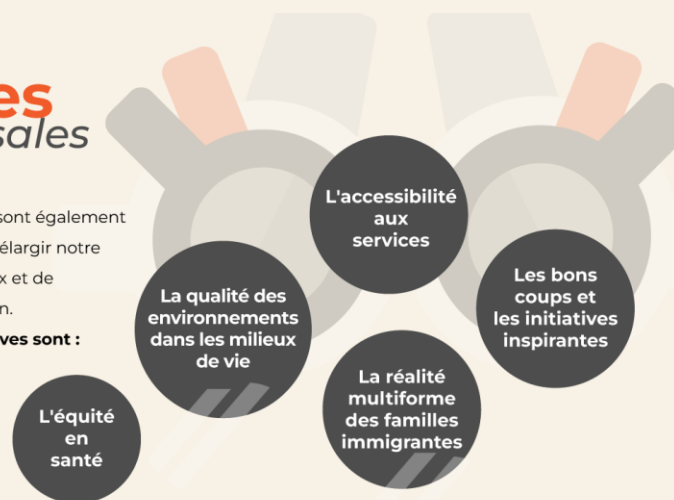 es
sales
sont également
élargir notre
x et de
n.
ves sont :
L'accessibilité
aux
services
La qualité des
environnements
dans les milieux
de vie
Les bons
coups et
les initiatives
inspirantes
La réalité
multiforme
des familles
immigrantes
L'équité
en
santé